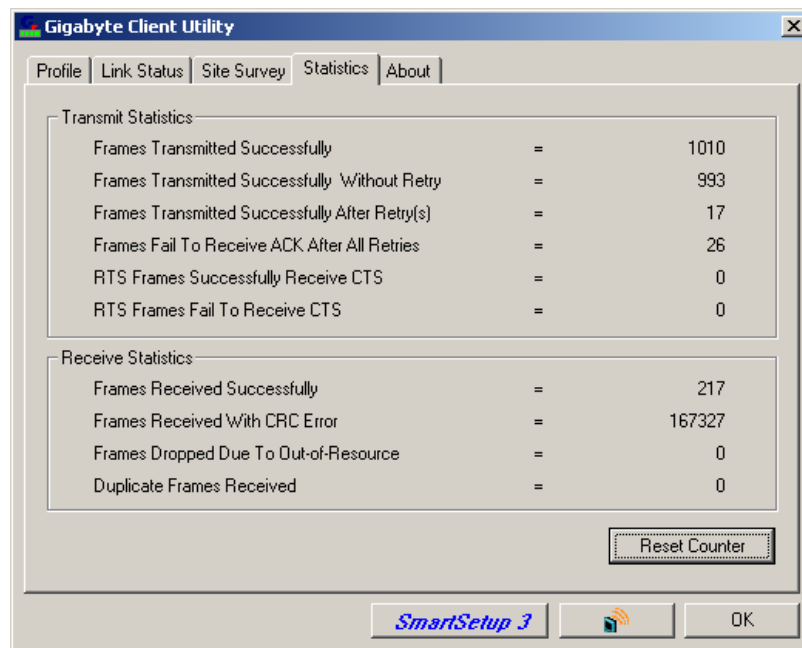 Gigabyte Client Utility
Profile Link Status Site Survey Statistics About
Transmit Statistics
Frames Transmitted Successfully = 1010
Frames Transmitted Successfully Without Retry = 993
Frames Transmitted Successfully After Retry(s) = 17
Frames Fail To Receive ACK After All Retries = 26
RTS Frames Successfully Receive CTS = 0
RTS Frames Fail To Receive CTS = 0
Receive Statistics
Frames Received Successfully = 217
Frames Received With CRC Error = 167327
Frames Dropped Due To Out-of-Resource = 0
Duplicate Frames Received = 0
Reset Counter
SmartSetup 3 OK